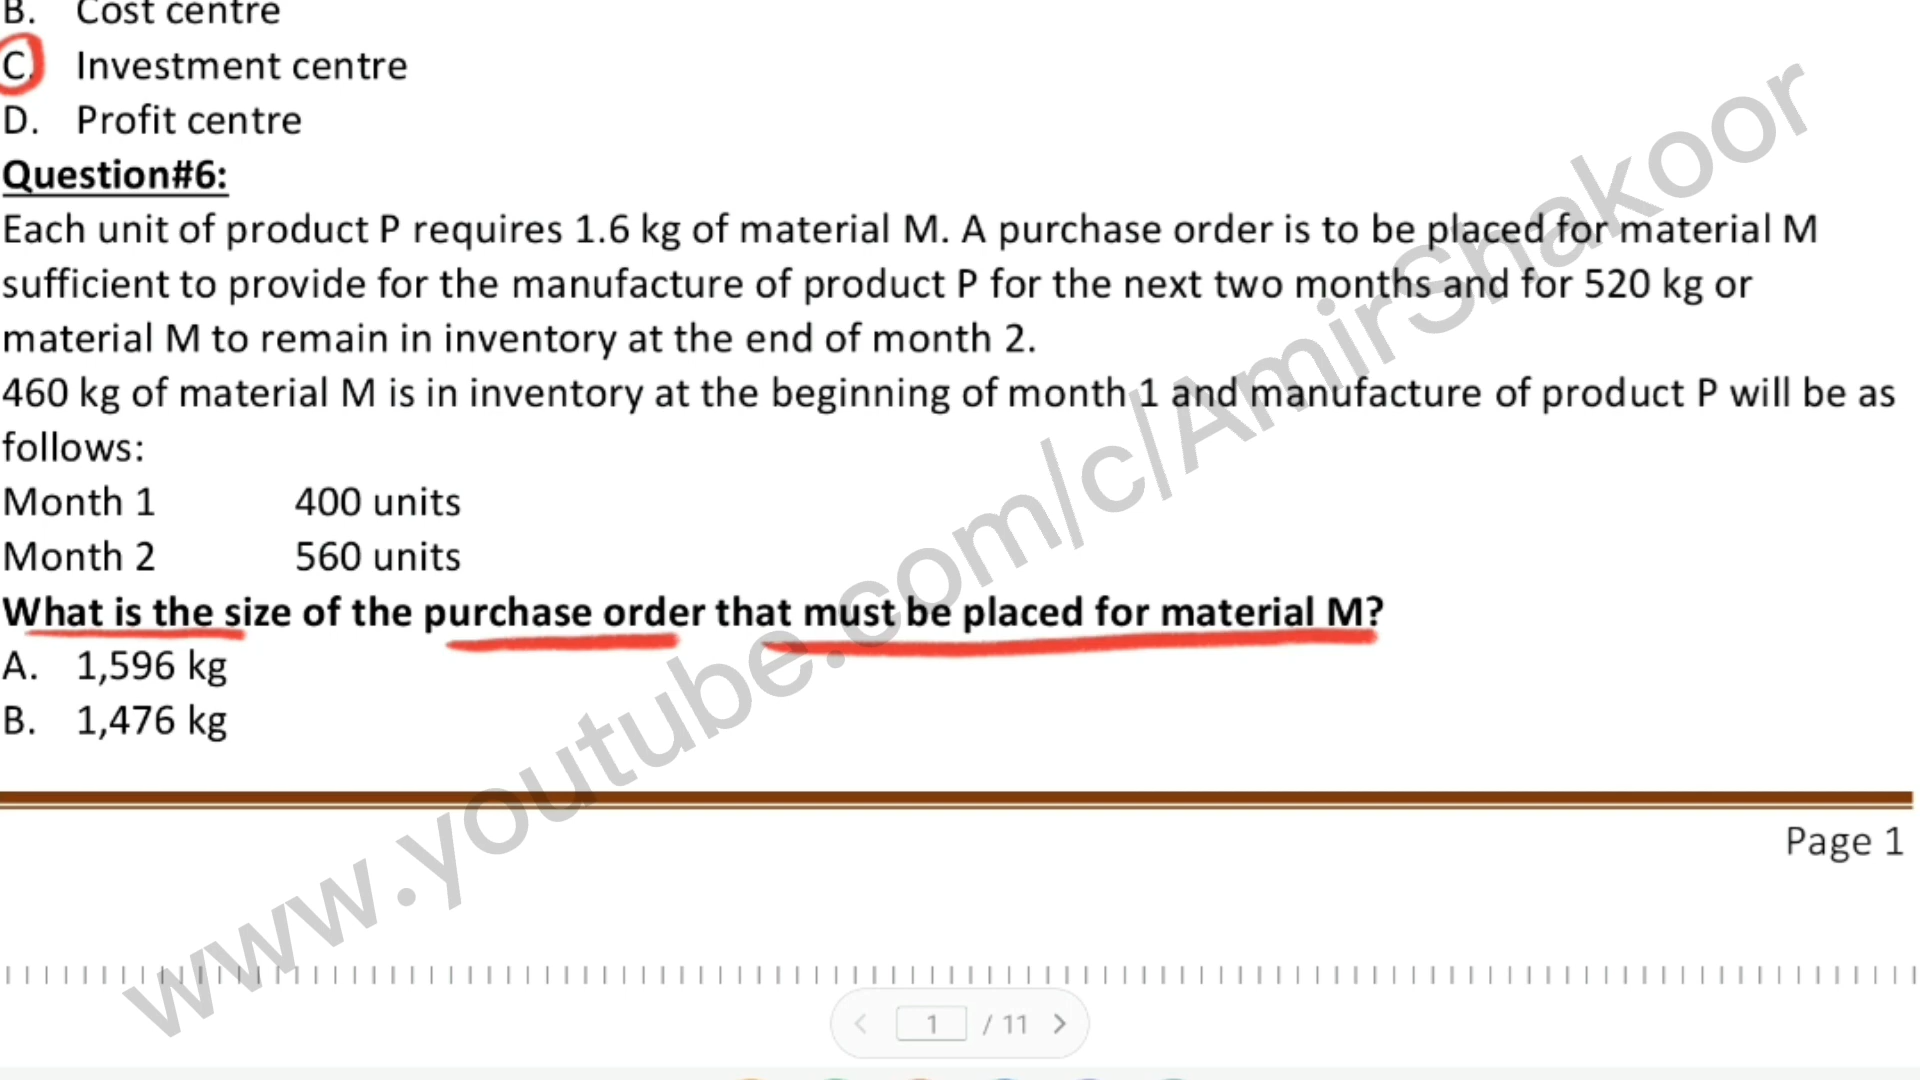 B. Cost centre
C. Investment centre
D. Profit centre
Question#6:
Each unit of product P requires 1.6 kg of material M. A purchase order is to be placed for material M
sufficient to provide for the manufacture of product P for the next two months and for 520 kg or
material M to remain in inventory at the end of month 2.
460 kg of material M is in inventory at the beginning of month 1 and manufacture of product P will be as
follows:
Month 1 400 units
Month 2 560 units
What is the size of the purchase order that must be placed for material M?
A. 1,596 kg
B. 1,476 kg
www.youtube.com/c/AmirShakoor
Page 1
1 / 11